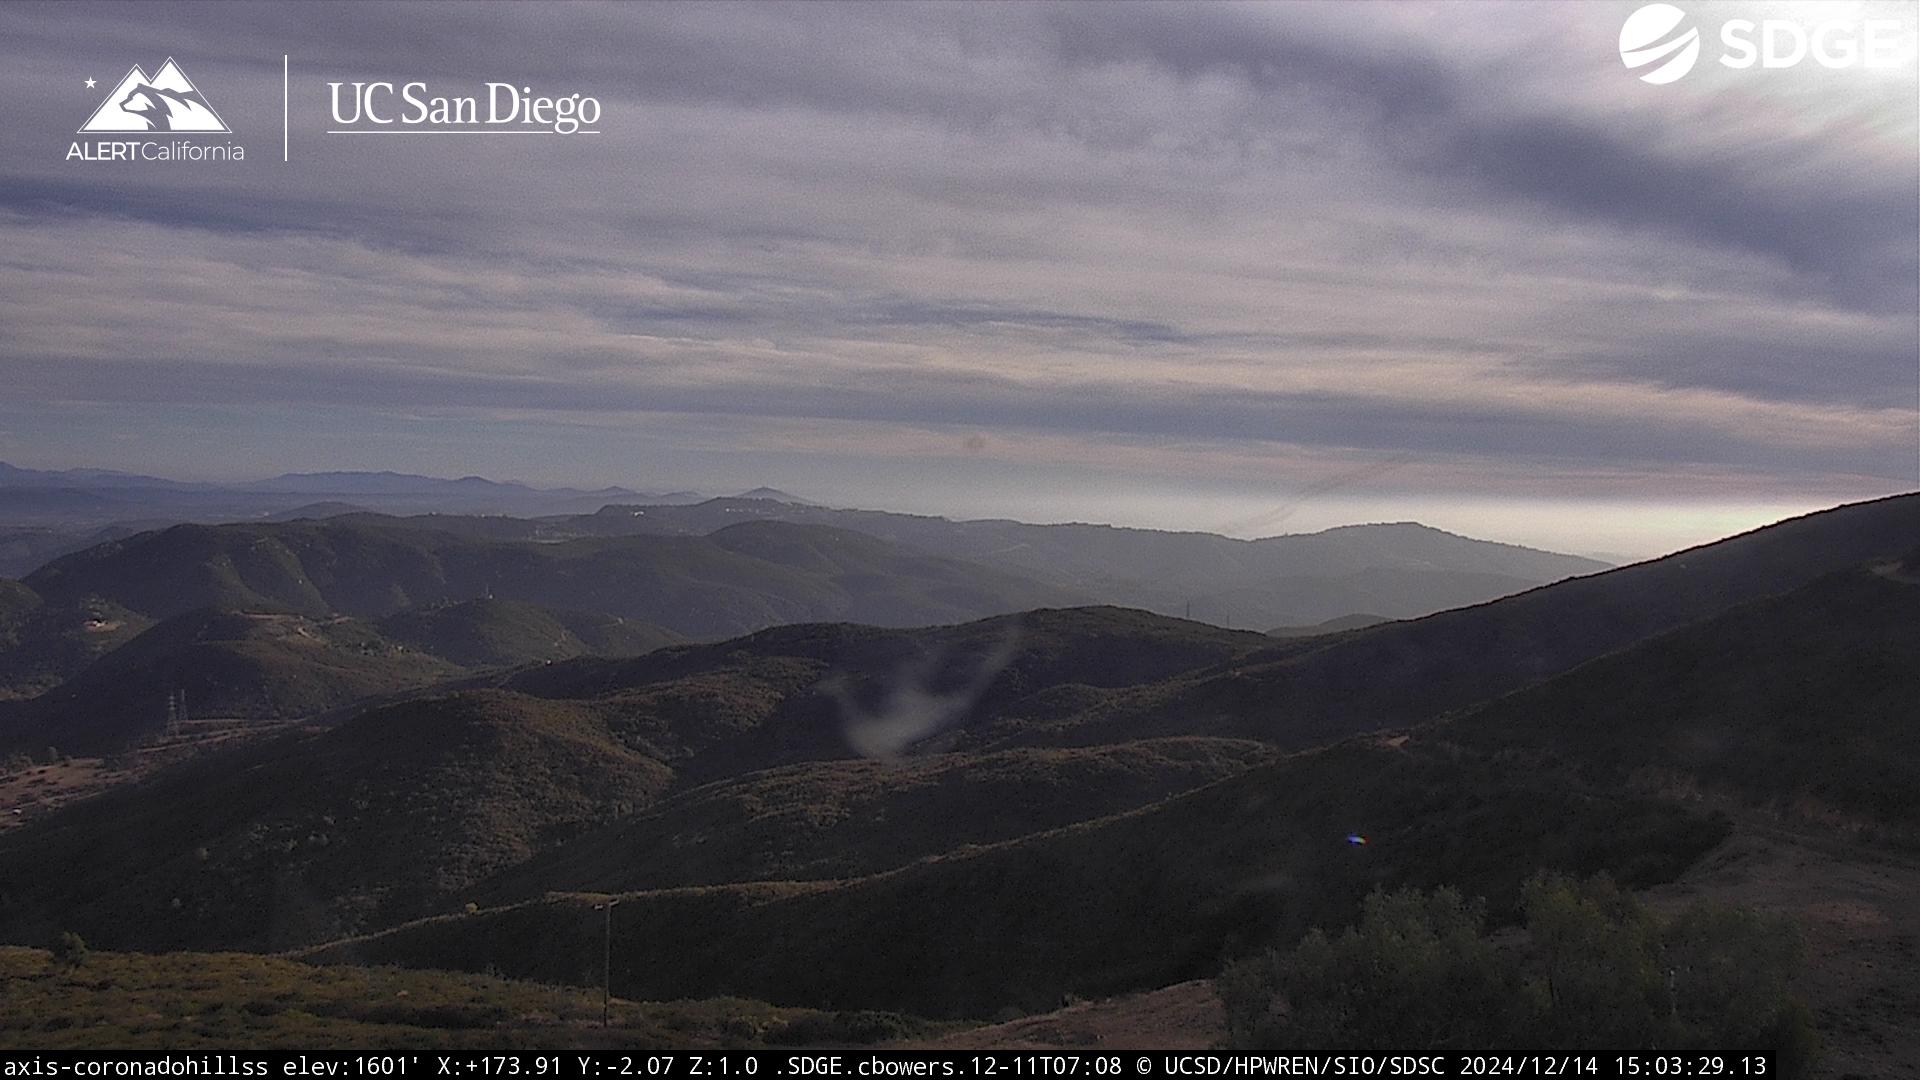 SDGE
UC San Diego
ALERTCalifornia
axis-coronadohillss elev:1601' X:+173.91 Y:-2.07 Z:1.0 .SDGE.cbowers.12-11T07:08 © UCSD/HPWREN/SIO/SDSC 2024/12/14 15:03:29.13